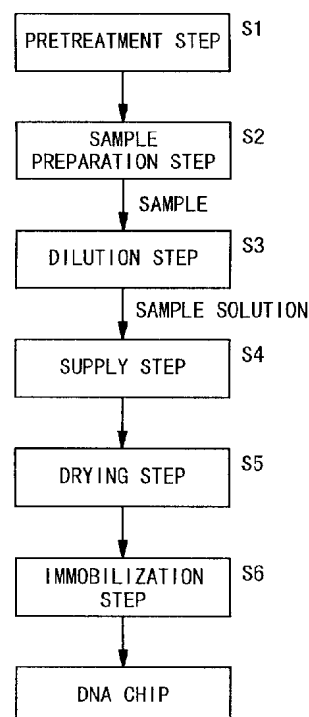 PRETREATMENT STEP
S1
SAMPLE
PREPARATION STEP
S2
SAMPLE
DILUTION STEP
S3
SAMPLE SOLUTION
SUPPLY STEP
S4
DRYING STEP
S5
IMMOBILIZATION
STEP
S6
DNA CHIP